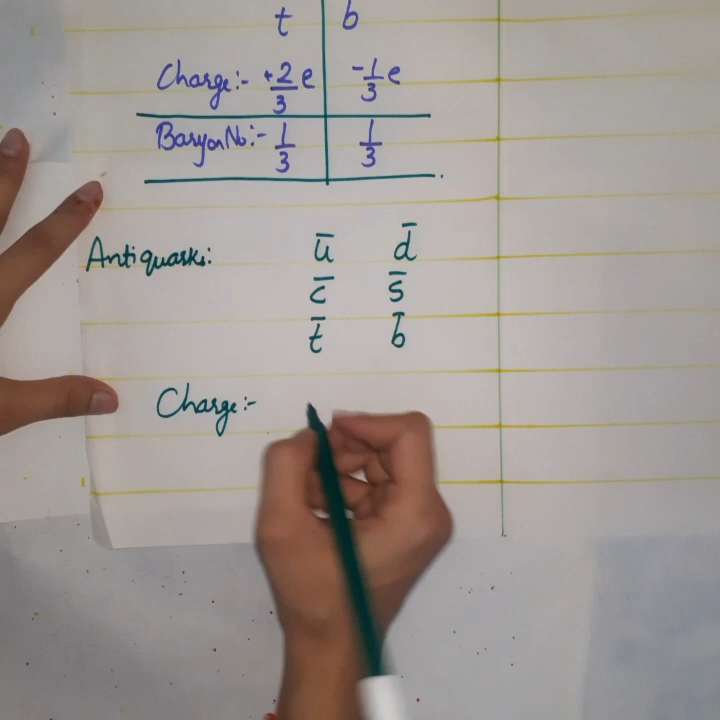 t b
Charge:- +2/3 e -1/3 e
Baryon No:- 1/3 1/3
Antiquarks: u̅ d̅
c̅ s̅
t̅ b̅
Charge:-